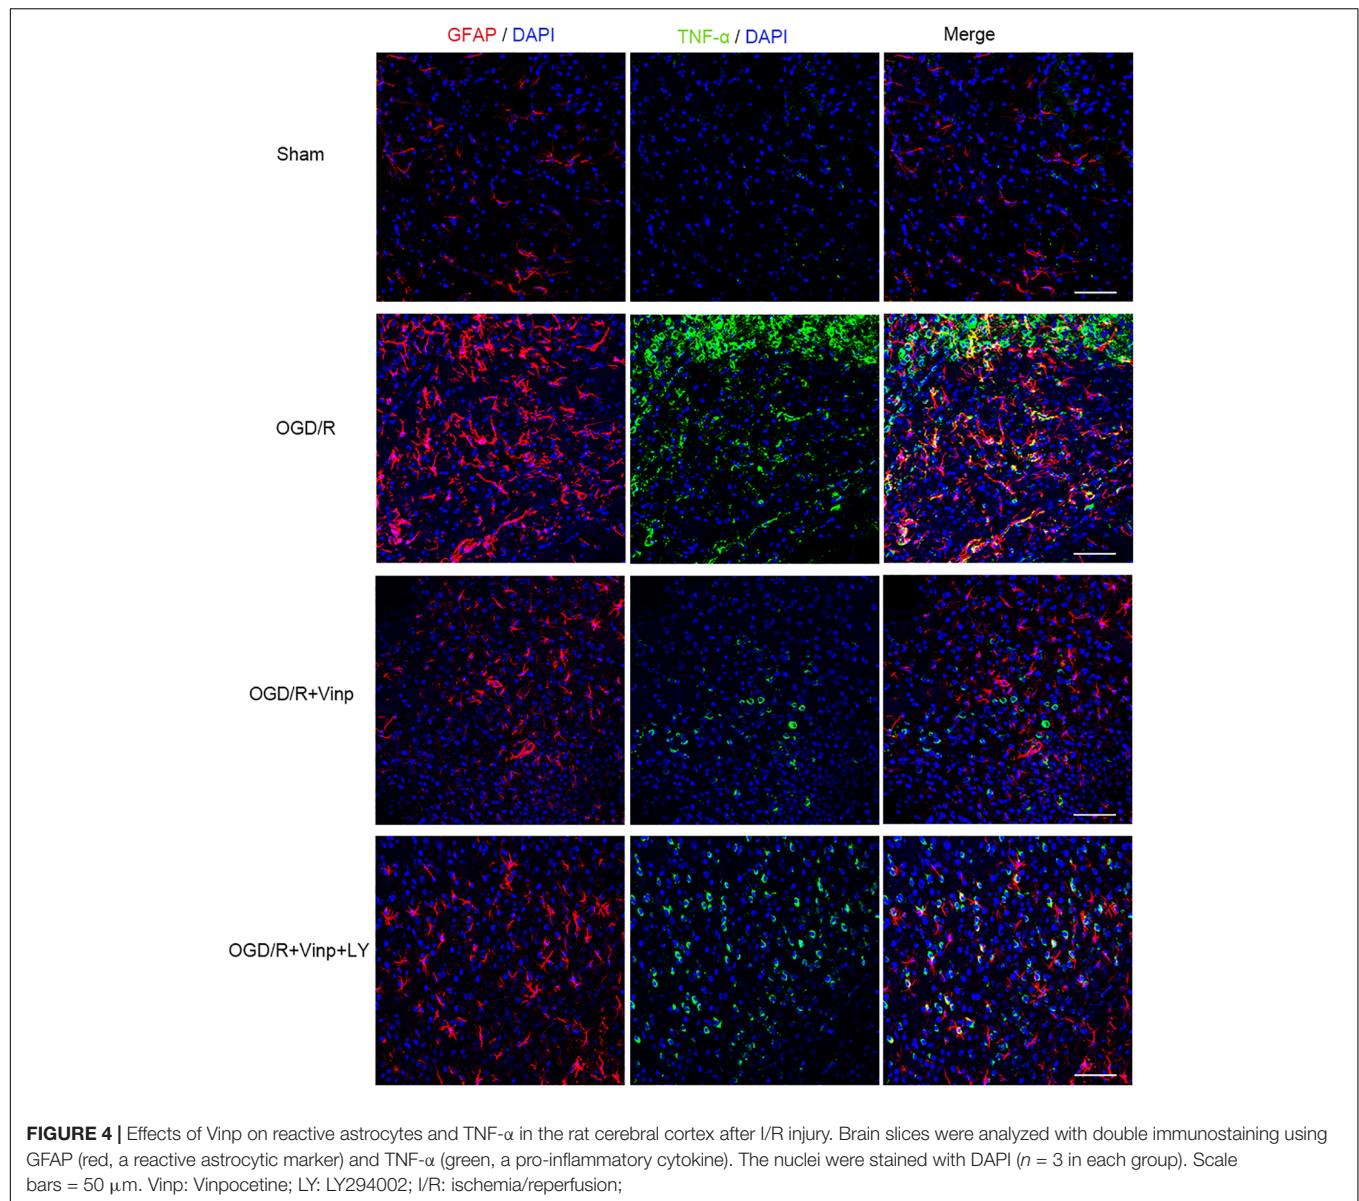 GFAP / DAPI
TNF-α / DAPI
Merge
Sham
OGD/R
OGD/R+Vinp
OGD/R+Vinp+LY
FIGURE 4 | Effects of Vinp on reactive astrocytes and TNF-α in the rat cerebral cortex after I/R injury. Brain slices were analyzed with double immunostaining using
GFAP (red, a reactive astrocytic marker) and TNF-α (green, a pro-inflammatory cytokine). The nuclei were stained with DAPI (n = 3 in each group). Scale
bars = 50 μm. Vinp: Vinpocetine; LY: LY294002; I/R: ischemia/reperfusion;